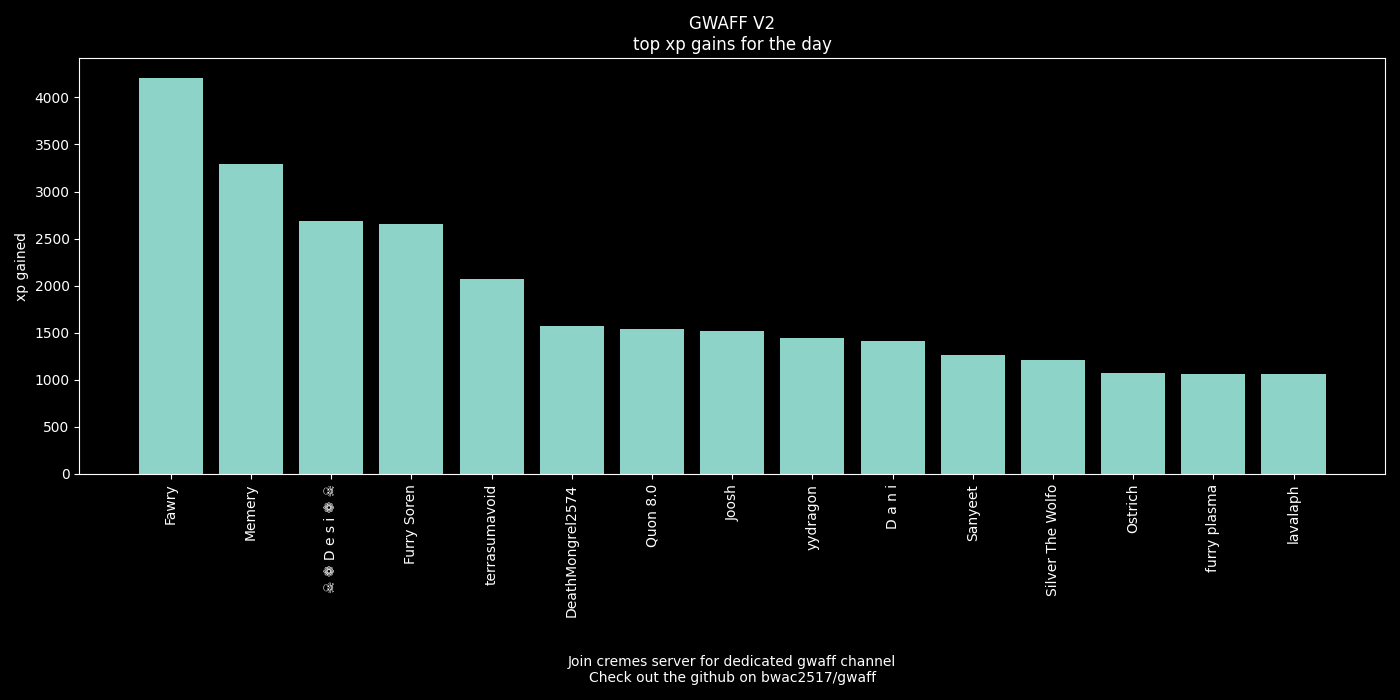 GWAFF V2
top xp gains for the day
xp gained
4000
3500
3000
2500
2000
1500
1000
500
0
Fawry
Memery
☠ ❁ D e s i ❁ ☠
Furry Soren
terrasumavoid
DeathMongrel2574
Quon 8.0
Joosh
yydragon
D a n i
Sanyeet
Silver The Wolfo
Ostrich
furry plasma
lavalaph
Join cremes server for dedicated gwaff channel
Check out the github on bwac2517/gwaff